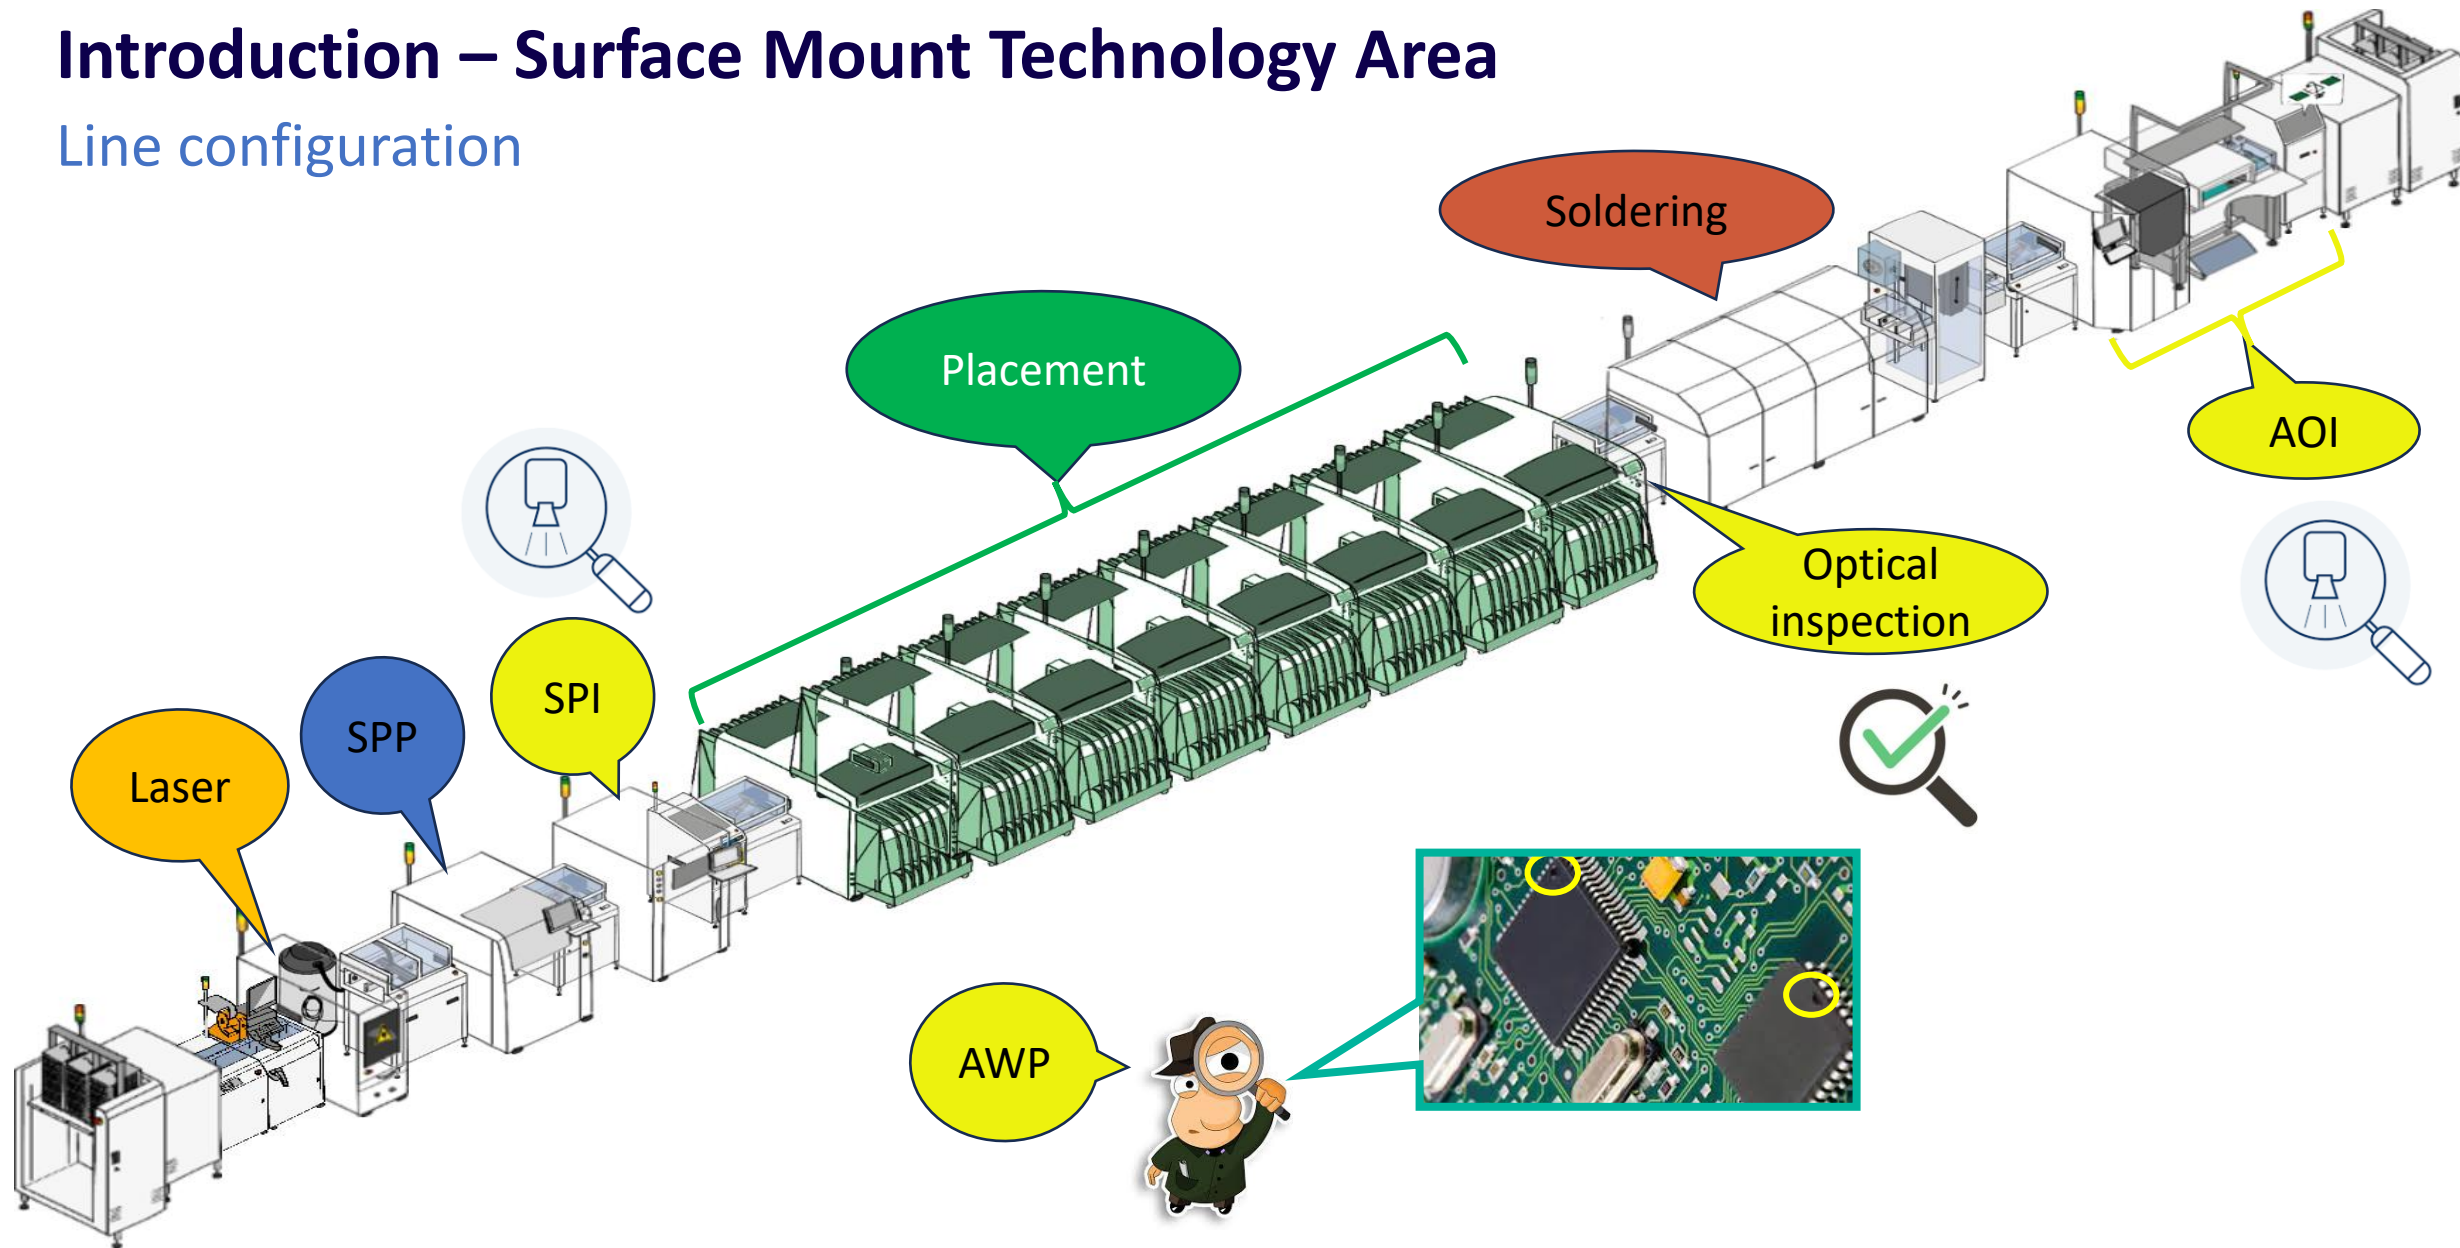 Introduction – Surface Mount Technology Area
Line configuration
Soldering
Placement
AOI
Optical
inspection
SPI
SPP
Laser
AWP